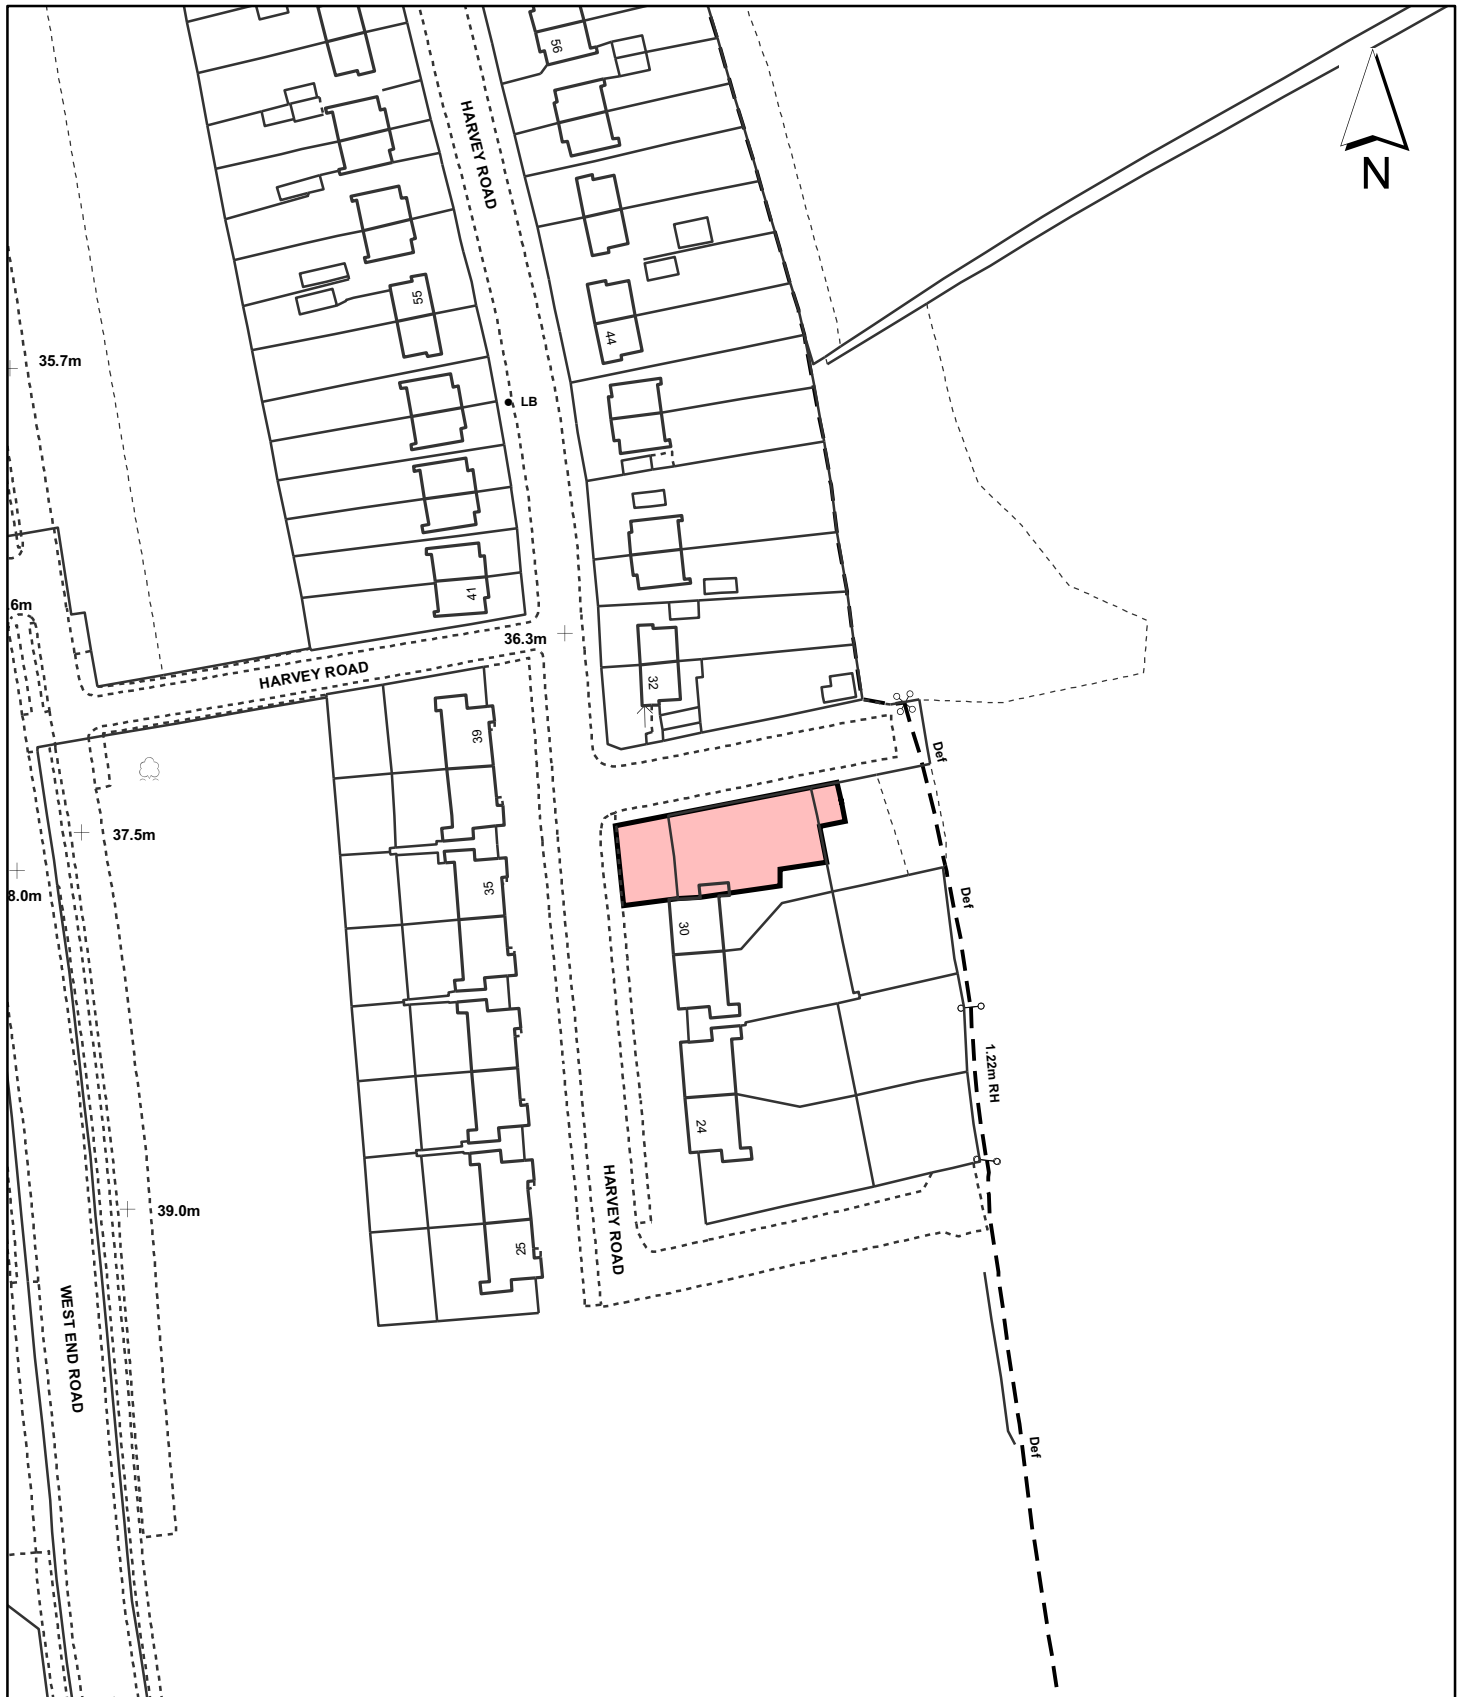 56
HARVEY ROAD
N
55
44
35.7m
LB
41
.6m
36.3m
HARVEY ROAD
32
39
Def
37.5m
35
8.0m
Def
30
1.22m RH
24
HARVEY ROAD
39.0m
25
WEST END ROAD
Def